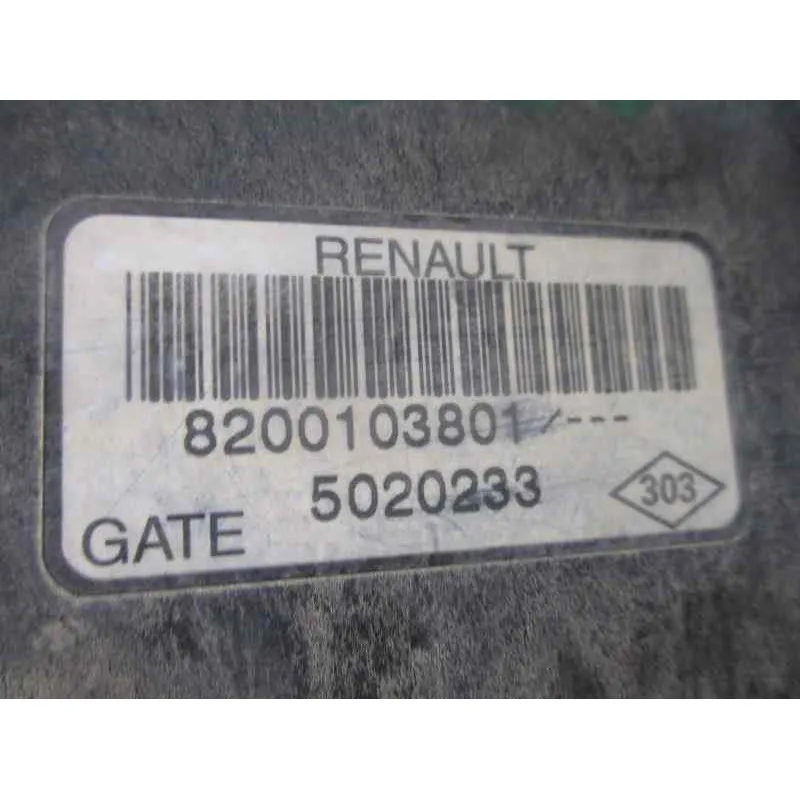 RENAULT
8200103801/---
5020233
GATE
303